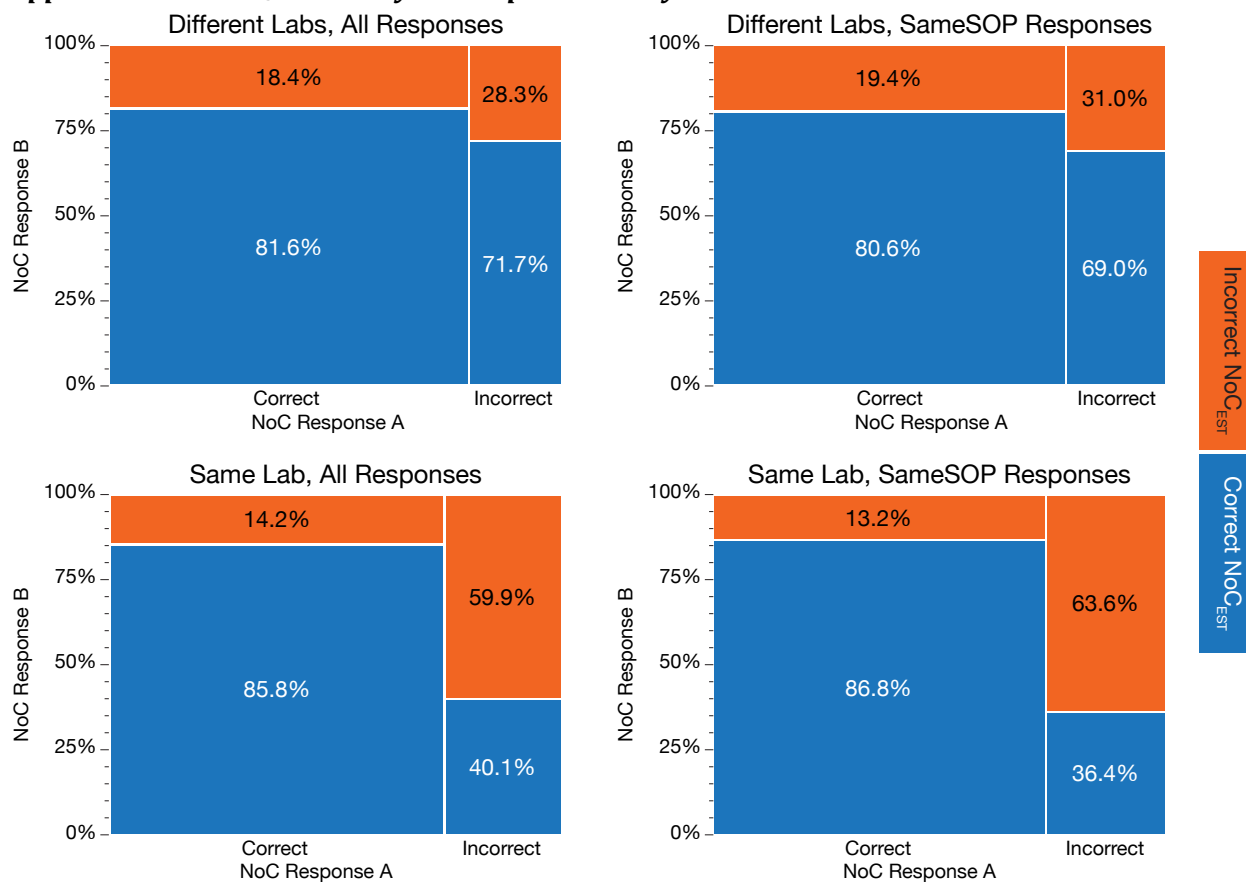 Different Labs, All Responses
100%
75%
50%
25%
0%
NoC Response B
18.4%
28.3%
81.6%
71.7%
Correct
Incorrect
NoC Response A
Different Labs, SameSOP Responses
100%
75%
50%
25%
0%
NoC Response B
19.4%
31.0%
80.6%
69.0%
Correct
Incorrect
NoC Response A
Same Lab, All Responses
100%
75%
50%
25%
0%
NoC Response B
14.2%
59.9%
85.8%
40.1%
Correct
Incorrect
NoC Response A
Same Lab, SameSOP Responses
100%
75%
50%
25%
0%
NoC Response B
13.2%
63.6%
86.8%
36.4%
Correct
Incorrect
NoC Response A
Incorrect NoC_EST
Correct NoC_EST